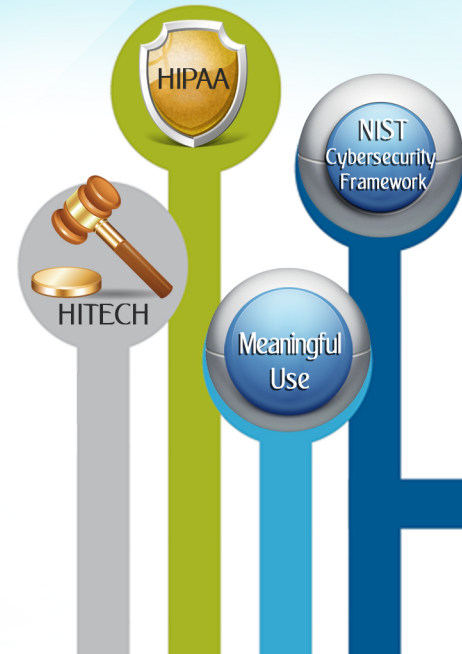 HIPAA
NIST
Cybersecurity
Framework
HITECH
Meaningful
Use